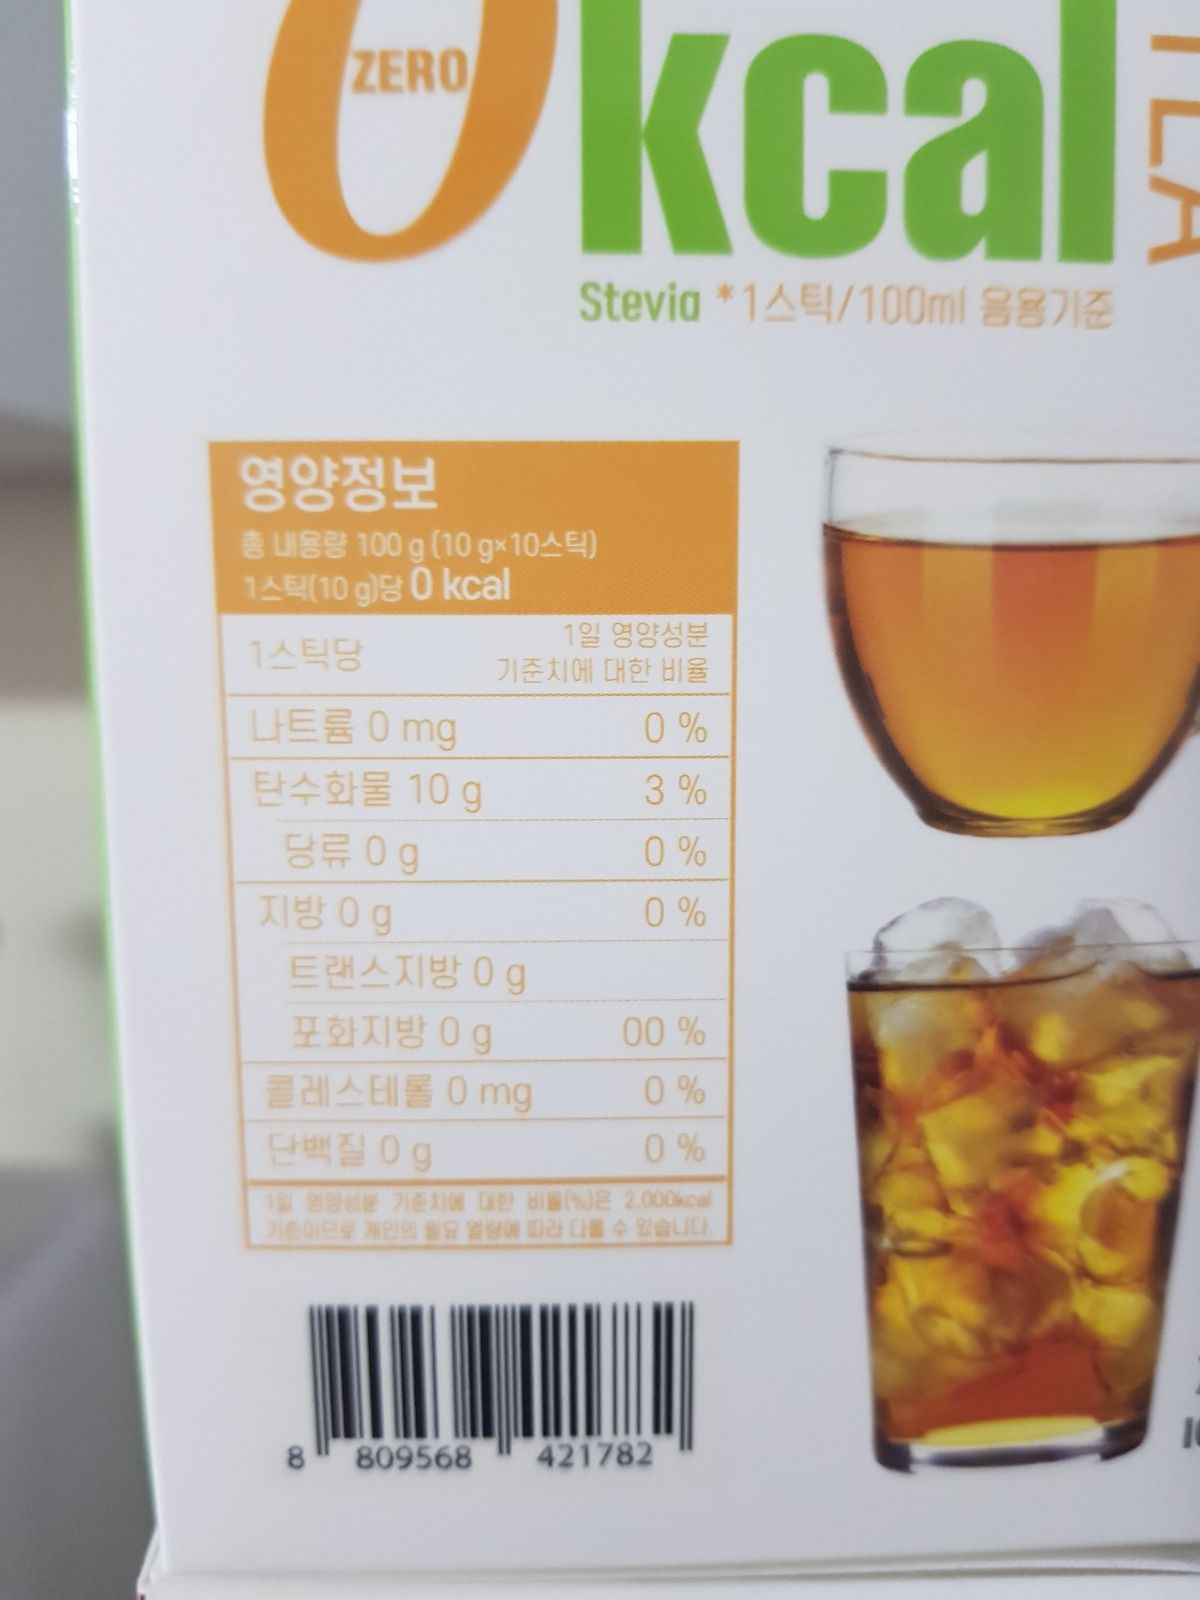 0
ZERO
kcal
TEA
Stevia *1스틱/100ml 음용기준
영양정보
총 내용량 100 g (10 g×10스틱)
1스틱(10 g)당 0 kcal
1스틱당
1일 영양성분
기준치에 대한 비율
나트륨 0 mg 0 %
탄수화물 10 g 3 %
당류 0 g 0 %
지방 0 g 0 %
트랜스지방 0 g
포화지방 0 g 00 %
콜레스테롤 0 mg 0 %
단백질 0 g 0 %
1일 영양성분 기준치에 대한 비율(%)은 2,000kcal
기준이므로 개인의 필요 열량에 따라 다를 수 있습니다.
8 809568 421782